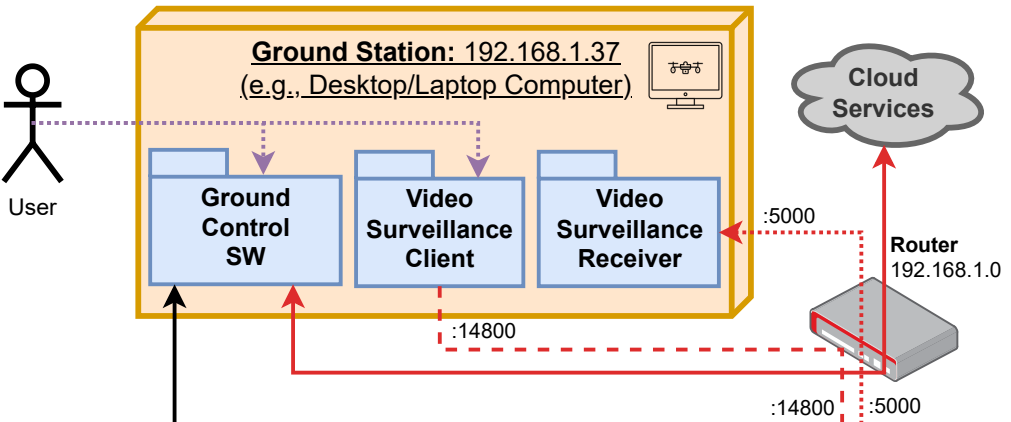 Ground Station: 192.168.1.37
(e.g., Desktop/Laptop Computer)
Cloud
Services
User
Ground
Control
SW
Video
Surveillance
Client
Video
Surveillance
Receiver
:5000
Router
192.168.1.0
:14800
:14800
:5000